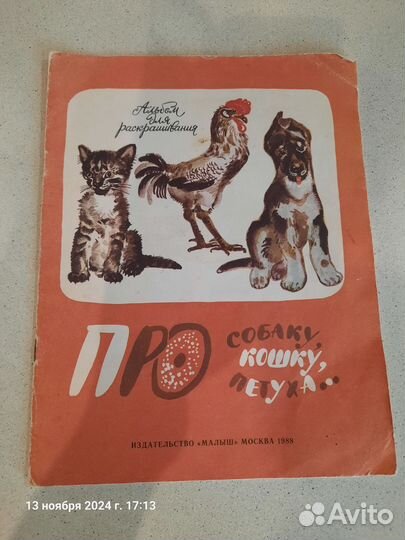 Альбом
для
раскрашивания
ПРО
СОБАКУ,
КОШКУ,
ПЕТУХА...
ИЗДАТЕЛЬСТВО «МАЛЫШ» МОСКВА 1988
13 ноября 2024 г. 17:13
Avito